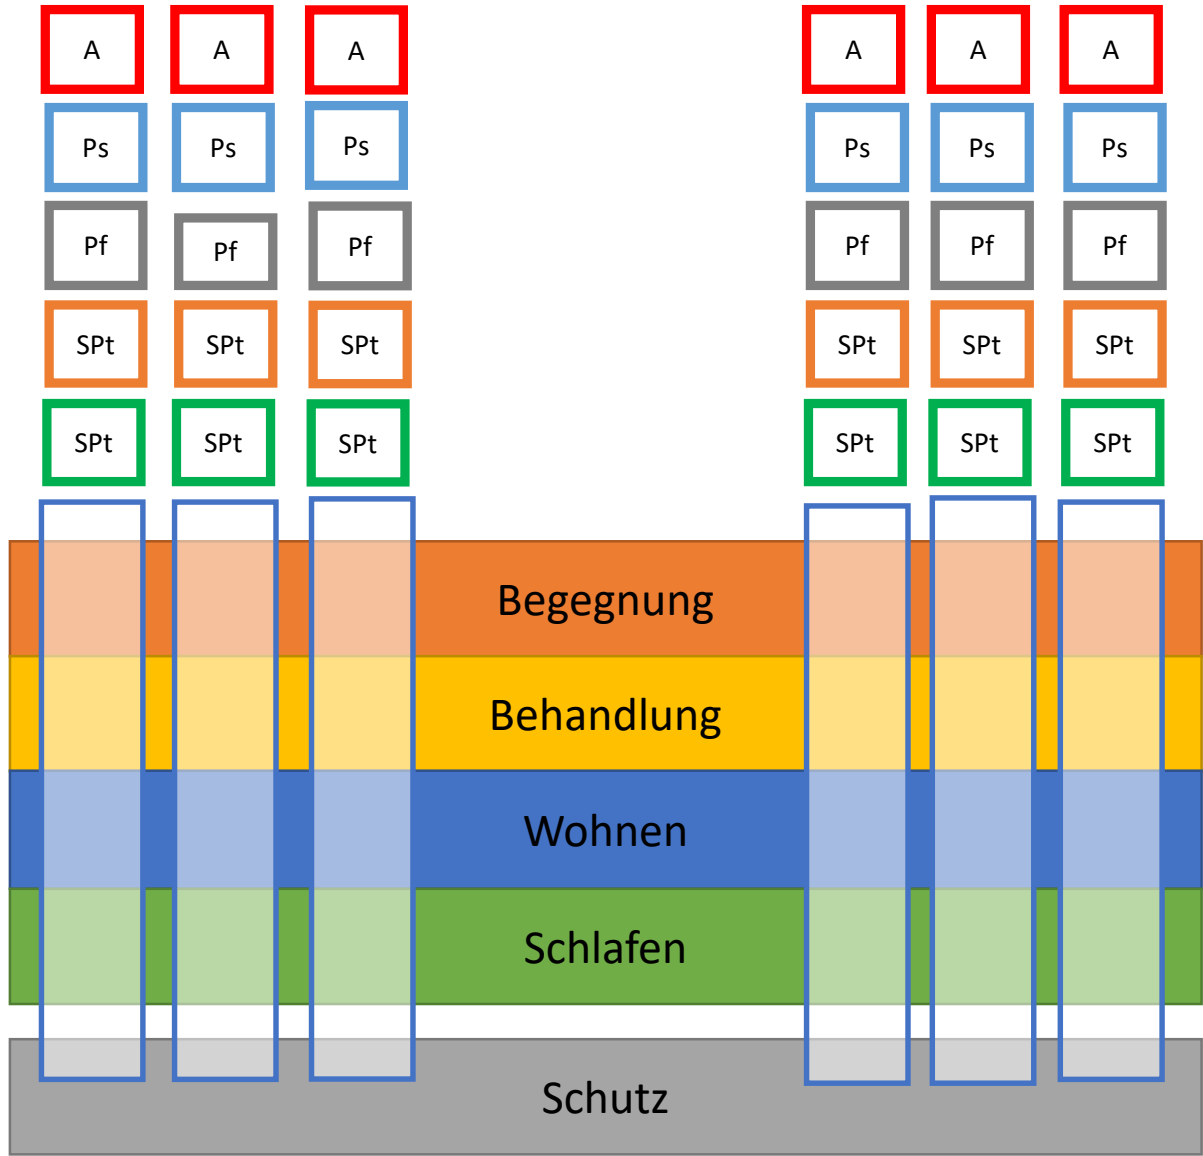 A A A A A A
Ps Ps Ps Ps Ps Ps
Pf Pf Pf Pf Pf Pf
SPt SPt SPt SPt SPt SPt
SPt SPt SPt SPt SPt SPt
Begegnung
Behandlung
Wohnen
Schlafen
Schutz